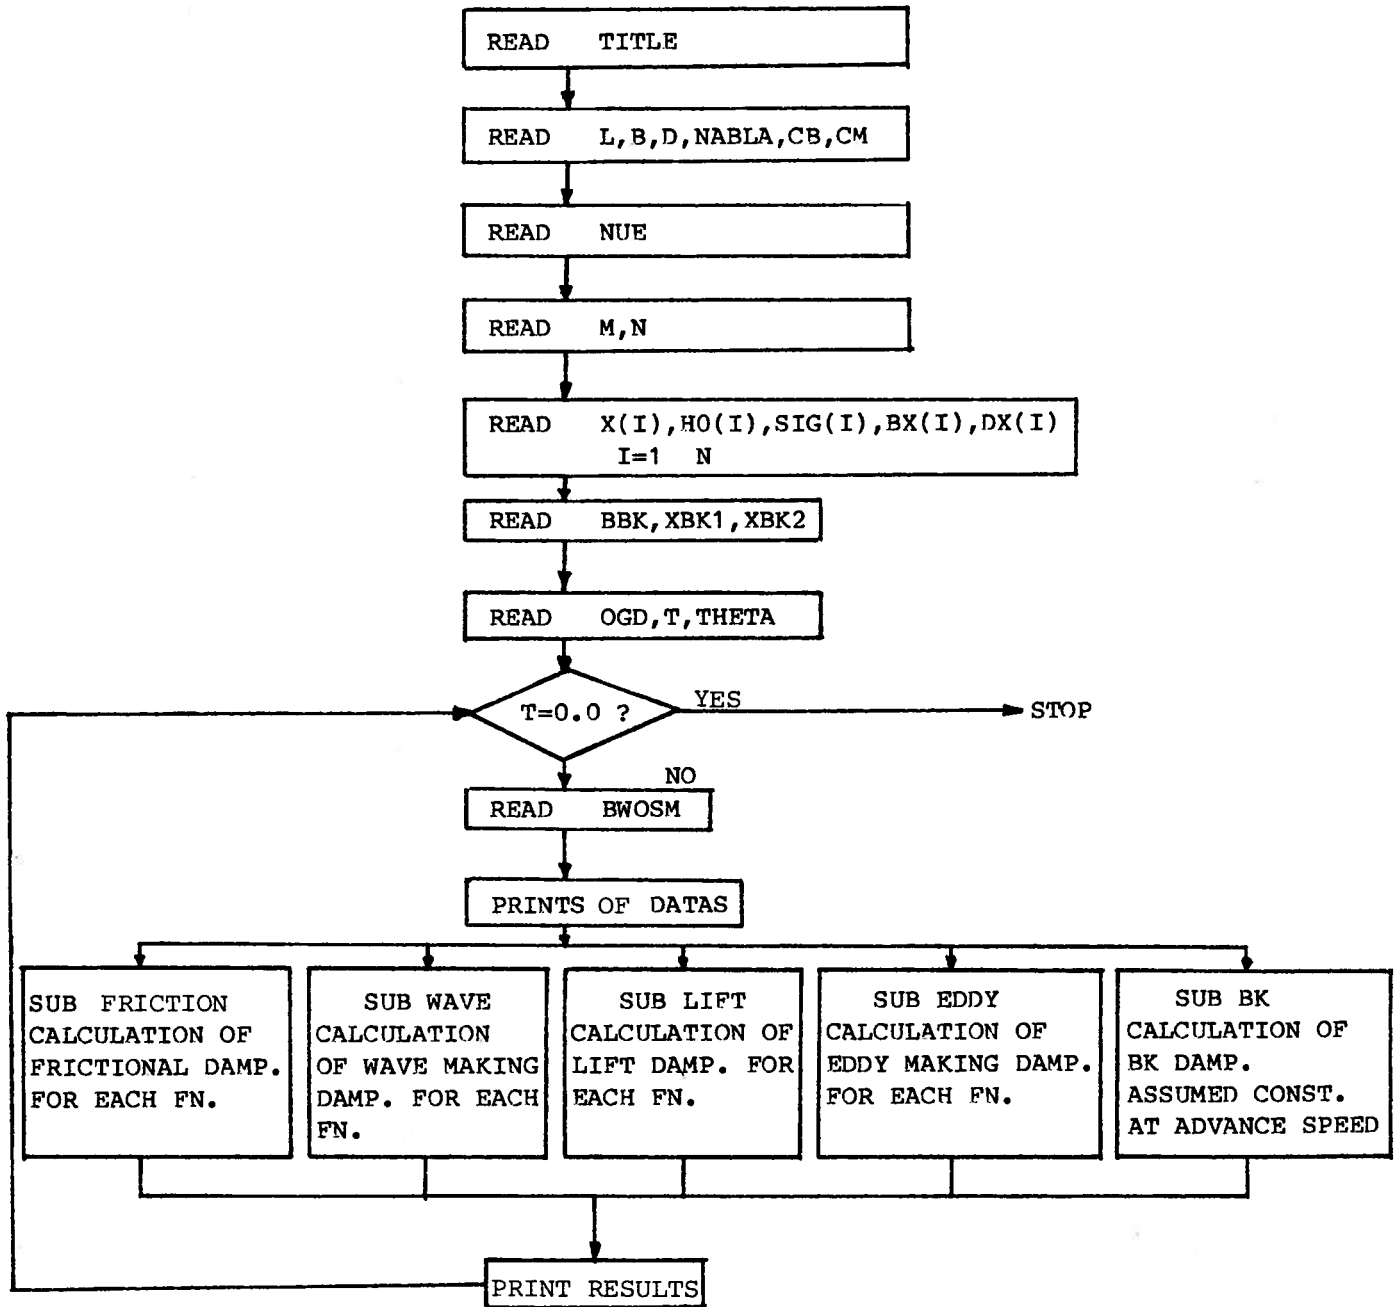 READ TITLE
READ L,B,D,NABLA,CB,CM
READ NUE
READ M,N
READ X(I),HO(I),SIG(I),BX(I),DX(I)
I=1 N
READ BBK,XBK1,XBK2
READ OGD,T,THETA
T=0.0 ?
YES
STOP
NO
READ BWOSM
PRINTS OF DATAS
SUB FRICTION
CALCULATION OF
FRICTIONAL DAMP.
FOR EACH FN.
SUB WAVE
CALCULATION
OF WAVE MAKING
DAMP. FOR EACH
FN.
SUB LIFT
CALCULATION OF
LIFT DAMP. FOR
EACH FN.
SUB EDDY
CALCULATION OF
EDDY MAKING DAMP.
FOR EACH FN.
SUB BK
CALCULATION OF
BK DAMP.
ASSUMED CONST.
AT ADVANCE SPEED
PRINT RESULTS